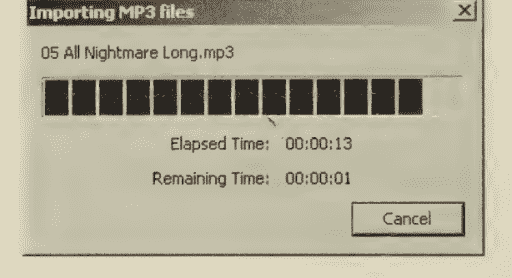 Importing MP3 files
05 All Nightmare Long.mp3
Elapsed Time: 00:00:13
Remaining Time: 00:00:01
Cancel